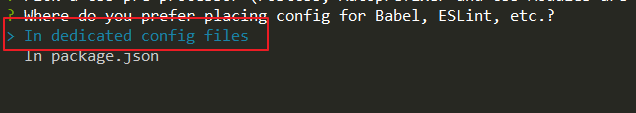 ? Where do you prefer placing config for Babel, ESLint, etc.?
> In dedicated config files
In package.json